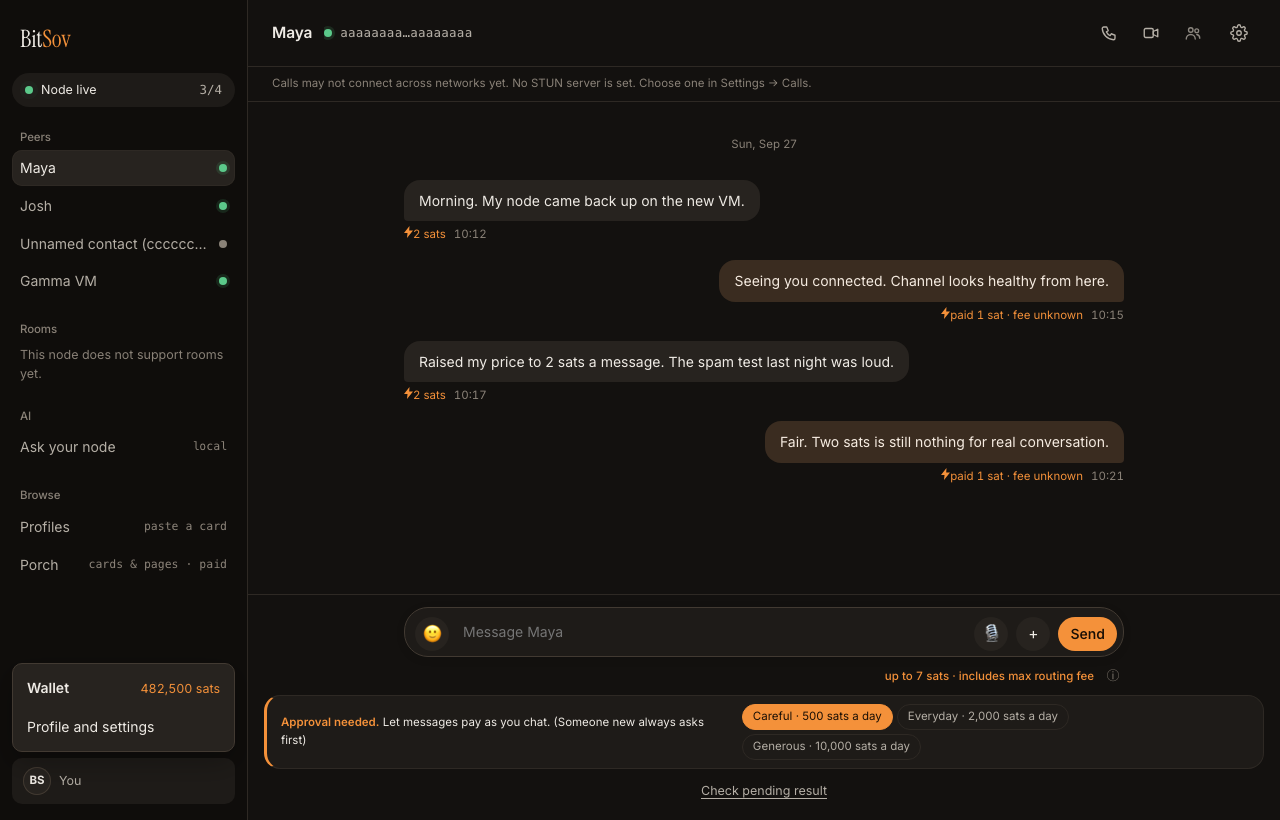 BitSov
Node live 3/4
Peers
Maya
Josh
Unnamed contact (cccccc...
Gamma VM
Rooms
This node does not support rooms
yet.
AI
Ask your node local
Browse
Profiles paste a card
Porch cards & pages · paid
Wallet 482,500 sats
Profile and settings
BS You
Maya aaaaaaaa…aaaaaaaa
Calls may not connect across networks yet. No STUN server is set. Choose one in Settings → Calls.
Sun, Sep 27
Morning. My node came back up on the new VM.
2 sats 10:12
Seeing you connected. Channel looks healthy from here.
paid 1 sat · fee unknown 10:15
Raised my price to 2 sats a message. The spam test last night was loud.
2 sats 10:17
Fair. Two sats is still nothing for real conversation.
paid 1 sat · fee unknown 10:21
Message Maya + Send
up to 7 sats · includes max routing fee ⓘ
Approval needed. Let messages pay as you chat. (Someone new always asks
first)
Careful · 500 sats a day Everyday · 2,000 sats a day
Generous · 10,000 sats a day
Check pending result